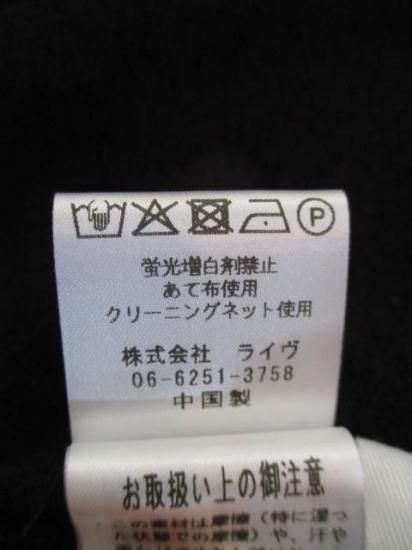 P
蛍光増白剤禁止
あて布使用
クリーニングネット使用
株式会社 ライヴ
06-6251-3758
中国製
お取扱い上の御注意
この素材は摩擦(特に湿っ
た状態での摩擦)や、汗や